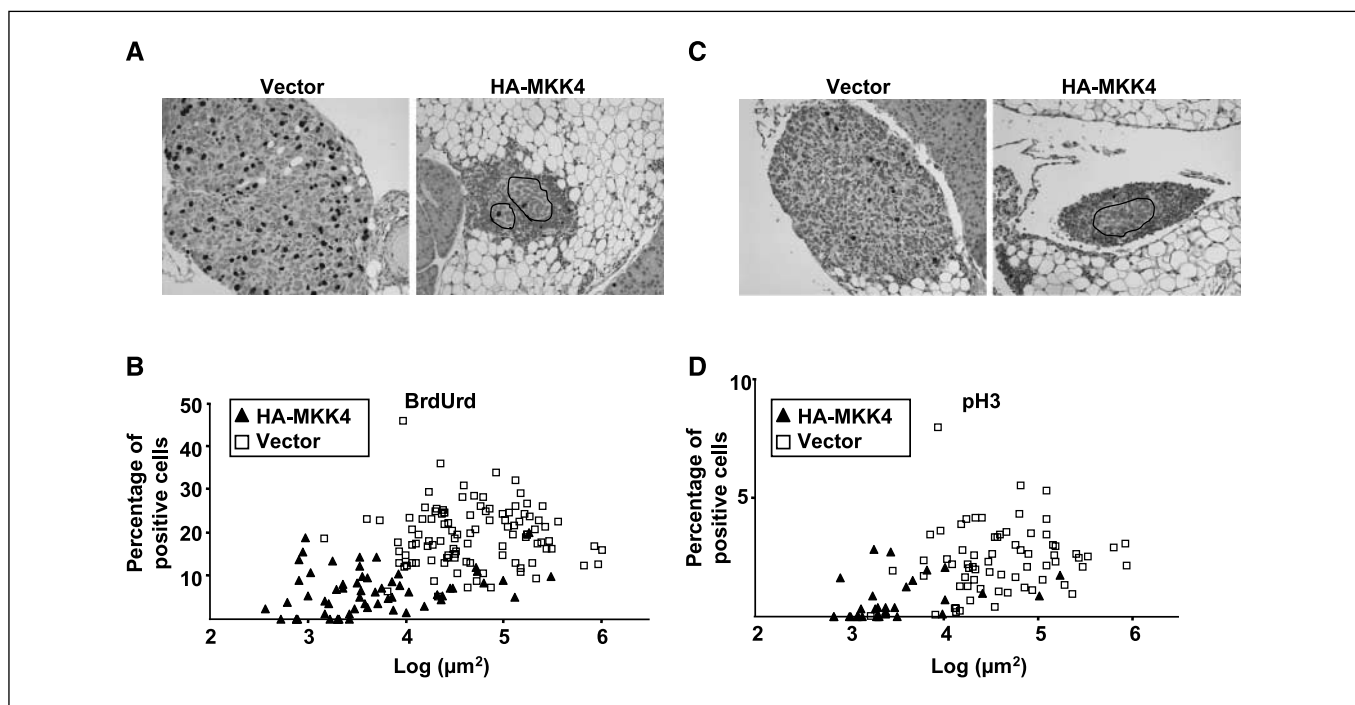 A
Vector HA-MKK4
C
Vector HA-MKK4
B
BrdUrd
HA-MKK4
Vector
Percentage of
positive cells
50
40
30
20
10
2 3 4 5 6
Log (µm²)
D
pH3
HA-MKK4
Vector
Percentage of
positive cells
10
5
2 3 4 5 6
Log (µm²)